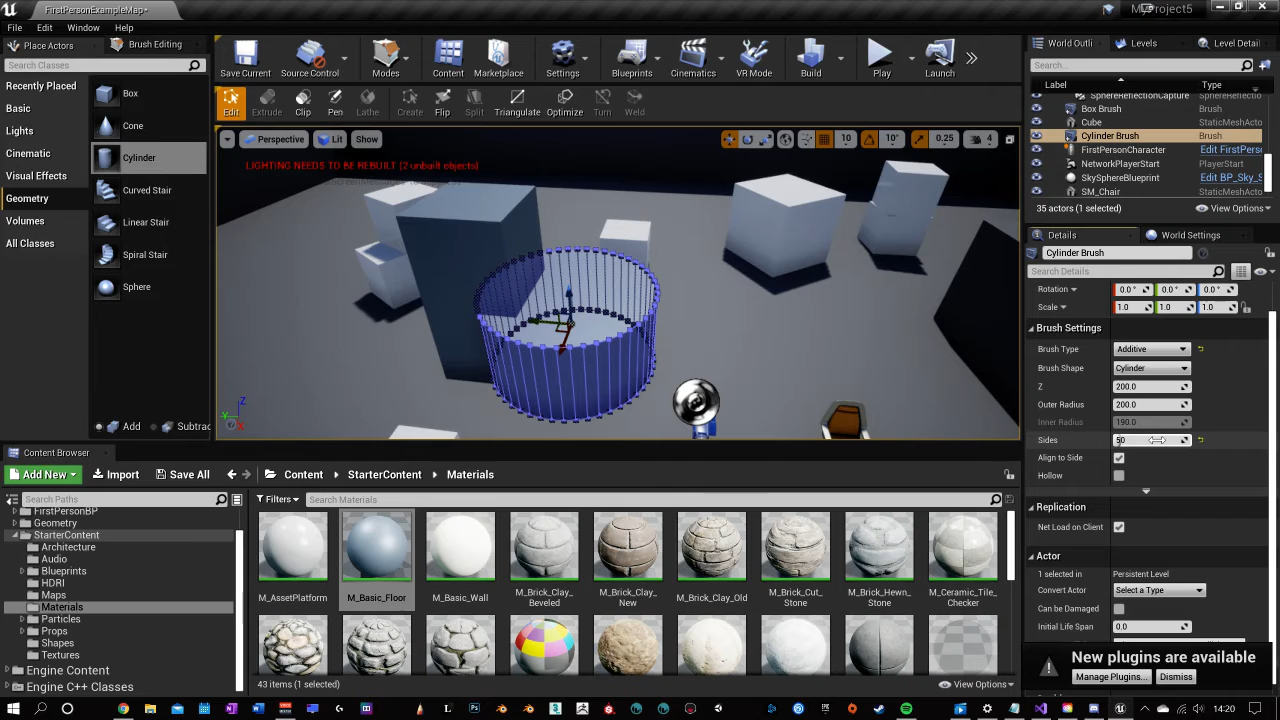 FirstPersonExampleMap•
MyProject5
File Edit Window Help
Place Actors
Brush Editing
Search Classes
Recently Placed
Basic
Lights
Cinematic
Visual Effects
Geometry
Volumes
All Classes
Box
Cone
Cylinder
Curved Stair
Linear Stair
Spiral Stair
Sphere
Add
Subtrac
Save Current
Source Control
Modes
Content
Marketplace
Settings
Blueprints
Cinematics
VR Mode
Build
Play
Launch
Edit
Extrude
Clip
Pen
Lathe
Create
Flip
Split
Triangulate
Optimize
Turn
Weld
Perspective
Lit
Show
10
10°
0.25
4
LIGHTING NEEDS TO BE REBUILT (2 unbuilt objects)
Z
Y
X
World Outli
Levels
Level Detail
Search...
Label
Type
SphereReflectionCapture
SphereReflectio
Box Brush
Brush
Cube
StaticMeshActo
Cylinder Brush
Brush
FirstPersonCharacter
Edit FirstPerso
NetworkPlayerStart
PlayerStart
SkySphereBlueprint
Edit BP_Sky_S
SM_Chair
StaticMeshActo
35 actors (1 selected)
View Options
Details
World Settings
Cylinder Brush
Search Details
Rotation
0.0°
0.0°
0.0°
Scale
1.0
1.0
1.0
Brush Settings
Brush Type
Additive
Brush Shape
Cylinder
Z
200.0
Outer Radius
200.0
Inner Radius
190.0
Sides
50
Align to Side
Hollow
Replication
Net Load on Client
Actor
1 selected in
Persistent Level
Convert Actor
Select a Type
Can be Damaged
Initial Life Span
0.0
New plugins are available
Manage Plugins...
Dismiss
Content Browser
Add New
Import
Save All
Content
StarterContent
Materials
Search Paths
Filters
Search Materials
FirstPersonBP
Geometry
StarterContent
Architecture
Audio
Blueprints
HDRI
Maps
Materials
Particles
Props
Shapes
Textures
Engine Content
Engine C++ Classes
M_AssetPlatform
M_Basic_Floor
M_Basic_Wall
M_Brick_Clay_
Beveled
M_Brick_Clay_
New
M_Brick_Clay_Old
M_Brick_Cut_
Stone
M_Brick_Hewn_
Stone
M_Ceramic_Tile_
Checker
43 items (1 selected)
View Options
14:20